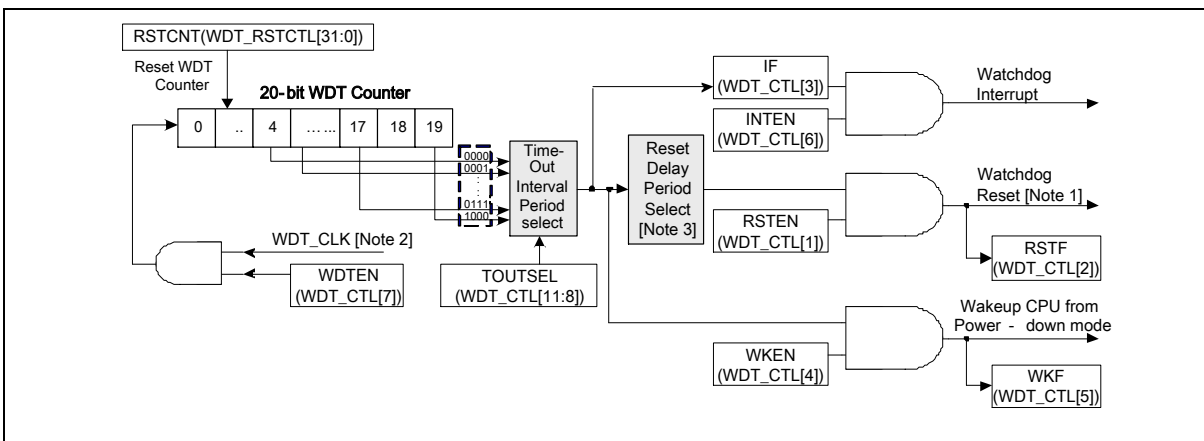 RSTCNT(WDT_RSTCTL[31:0])
Reset WDT
Counter
20-bit WDT Counter
0 .. 4 ... ... 17 18 19
0000
0001
:
0111
1000
Time-
Out
Interval
Period
select
TOUTSEL
(WDT_CTL[11:8])
WDT_CLK [Note 2]
WDTEN
(WDT_CTL[7])
Reset
Delay
Period
Select
[Note 3]
IF
(WDT_CTL[3])
INTEN
(WDT_CTL[6])
Watchdog
Interrupt
RSTEN
(WDT_CTL[1])
Watchdog
Reset [Note 1]
RSTF
(WDT_CTL[2])
WKEN
(WDT_CTL[4])
Wakeup CPU from
Power - down mode
WKF
(WDT_CTL[5])